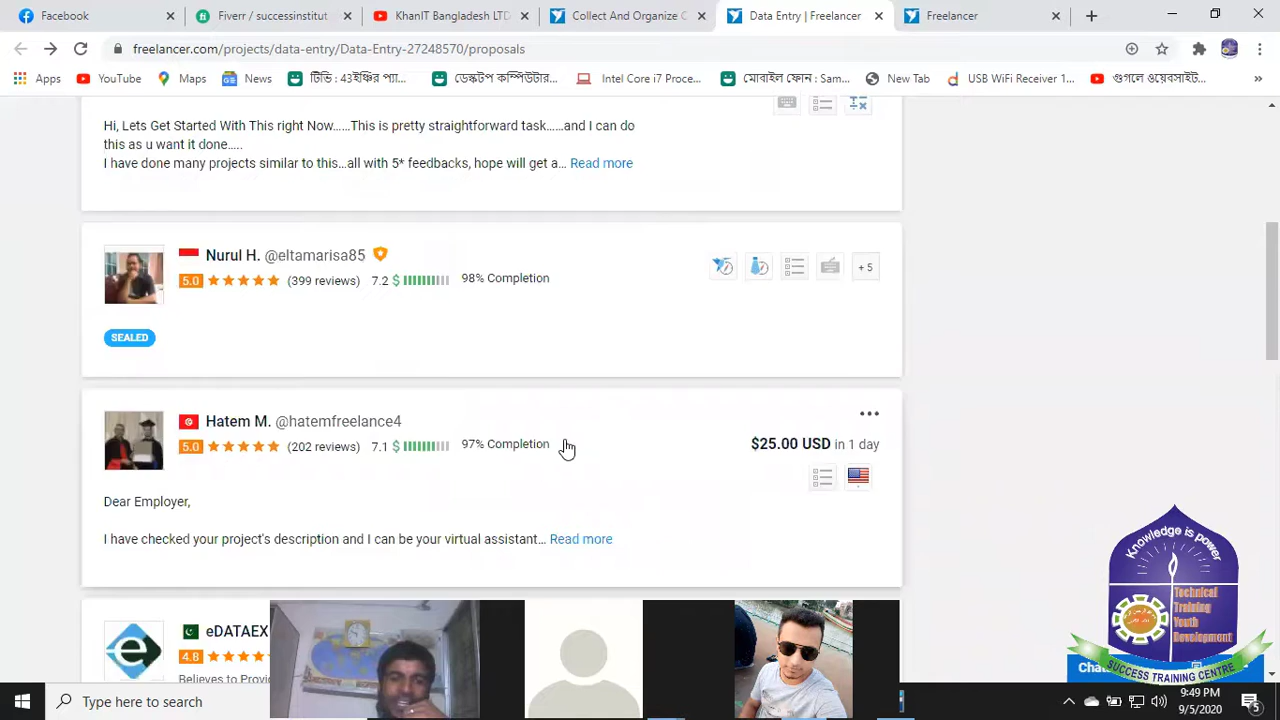 Facebook
Fiverr / successinstitut
KhanIT Bangladesh LTD
Collect And Organize C
Data Entry | Freelancer
Freelancer
freelancer.com/projects/data-entry/Data-Entry-27248570/proposals
Apps
YouTube
Maps
News
টিভি : 43ইঞ্চির প্যা...
ডেস্কটপ কম্পিউটার...
Intel Core i7 Proce...
মোবাইল ফোন : Sam...
New Tab
USB WiFi Receiver 1...
গুগলে ওয়েবসাইট...
Hi, Lets Get Started With This right Now......This is pretty straightforward task......and I can do
this as u want it done.....
I have done many projects similar to this...all with 5* feedbacks, hope will get a... Read more
Nurul H. @eltamarisa85
5.0 (399 reviews) 7.2 $ 98% Completion
+ 5
SEALED
Hatem M. @hatemfreelance4
5.0 (202 reviews) 7.1 $ 97% Completion
$25.00 USD in 1 day
Dear Employer,
I have checked your project's description and I can be your virtual assistant... Read more
eDATAEX
4.8
Believes to Provi
Knowledge is power
Technical
Training
Youth
Development
SUCCESS TRAINING CENTRE
Cha
Type here to search
9:49 PM
9/5/2020
5